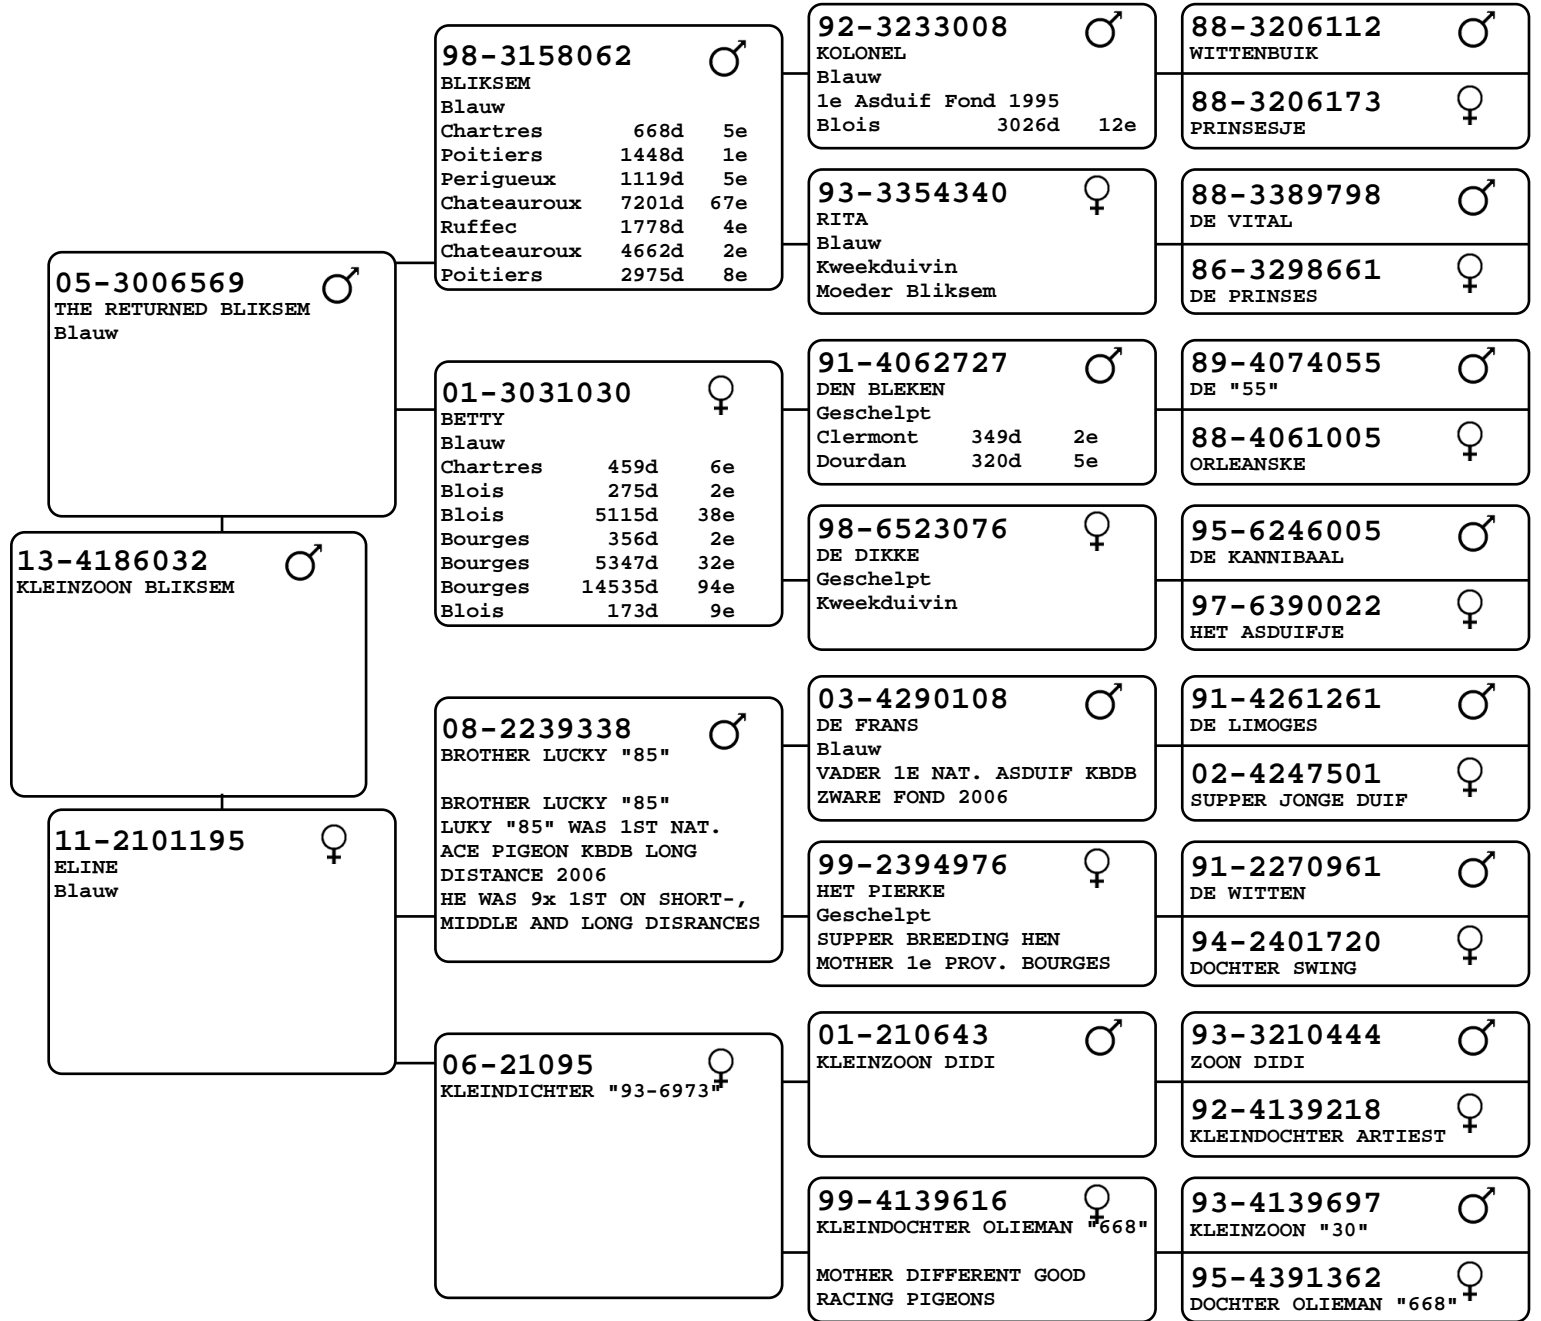 13-4186032
KLEINZOON BLIKSEM
05-3006569
THE RETURNED BLIKSEM
Blauw
11-2101195
ELINE
Blauw
98-3158062
BLIKSEM
Blauw
Chartres 668d 5e
Poitiers 1448d 1e
Perigueux 1119d 5e
Chateauroux 7201d 67e
Ruffec 1778d 4e
Chateauroux 4662d 2e
Poitiers 2975d 8e
01-3031030
BETTY
Blauw
Chartres 459d 6e
Blois 275d 2e
Blois 5115d 38e
Bourges 356d 2e
Bourges 5347d 32e
Bourges 14535d 94e
Blois 173d 9e
08-2239338
BROTHER LUCKY "85"
BROTHER LUCKY "85"
LUKY "85" WAS 1ST NAT.
ACE PIGEON KBDB LONG
DISTANCE 2006
HE WAS 9x 1ST ON SHORT-,
MIDDLE AND LONG DISRANCES
06-21095
KLEINDICHTER "93-6973"
92-3233008
KOLONEL
Blauw
1e Asduif Fond 1995
Blois 3026d 12e
93-3354340
RITA
Blauw
Kweekduivin
Moeder Bliksem
91-4062727
DEN BLEKEN
Geschelpt
Clermont 349d 2e
Dourdan 320d 5e
98-6523076
DE DIKKE
Geschelpt
Kweekduivin
03-4290108
DE FRANS
Blauw
VADER 1E NAT. ASDUIF KBDB
ZWARE FOND 2006
99-2394976
HET PIERKE
Geschelpt
SUPPER BREEDING HEN
MOTHER 1e PROV. BOURGES
01-210643
KLEINZOON DIDI
99-4139616
KLEINDOCHTER OLIEMAN "668"
MOTHER DIFFERENT GOOD
RACING PIGEONS
88-3206112
WITTENBUIK
88-3206173
PRINSESJE
88-3389798
DE VITAL
86-3298661
DE PRINSES
89-4074055
DE "55"
88-4061005
ORLEANSKE
95-6246005
DE KANNIBAAL
97-6390022
HET ASDUIFJE
91-4261261
DE LIMOGES
02-4247501
SUPPER JONGE DUIF
91-2270961
DE WITTEN
94-2401720
DOCHTER SWING
93-3210444
ZOON DIDI
92-4139218
KLEINDOCHTER ARTIEST
93-4139697
KLEINZOON "30"
95-4391362
DOCHTER OLIEMAN "668"